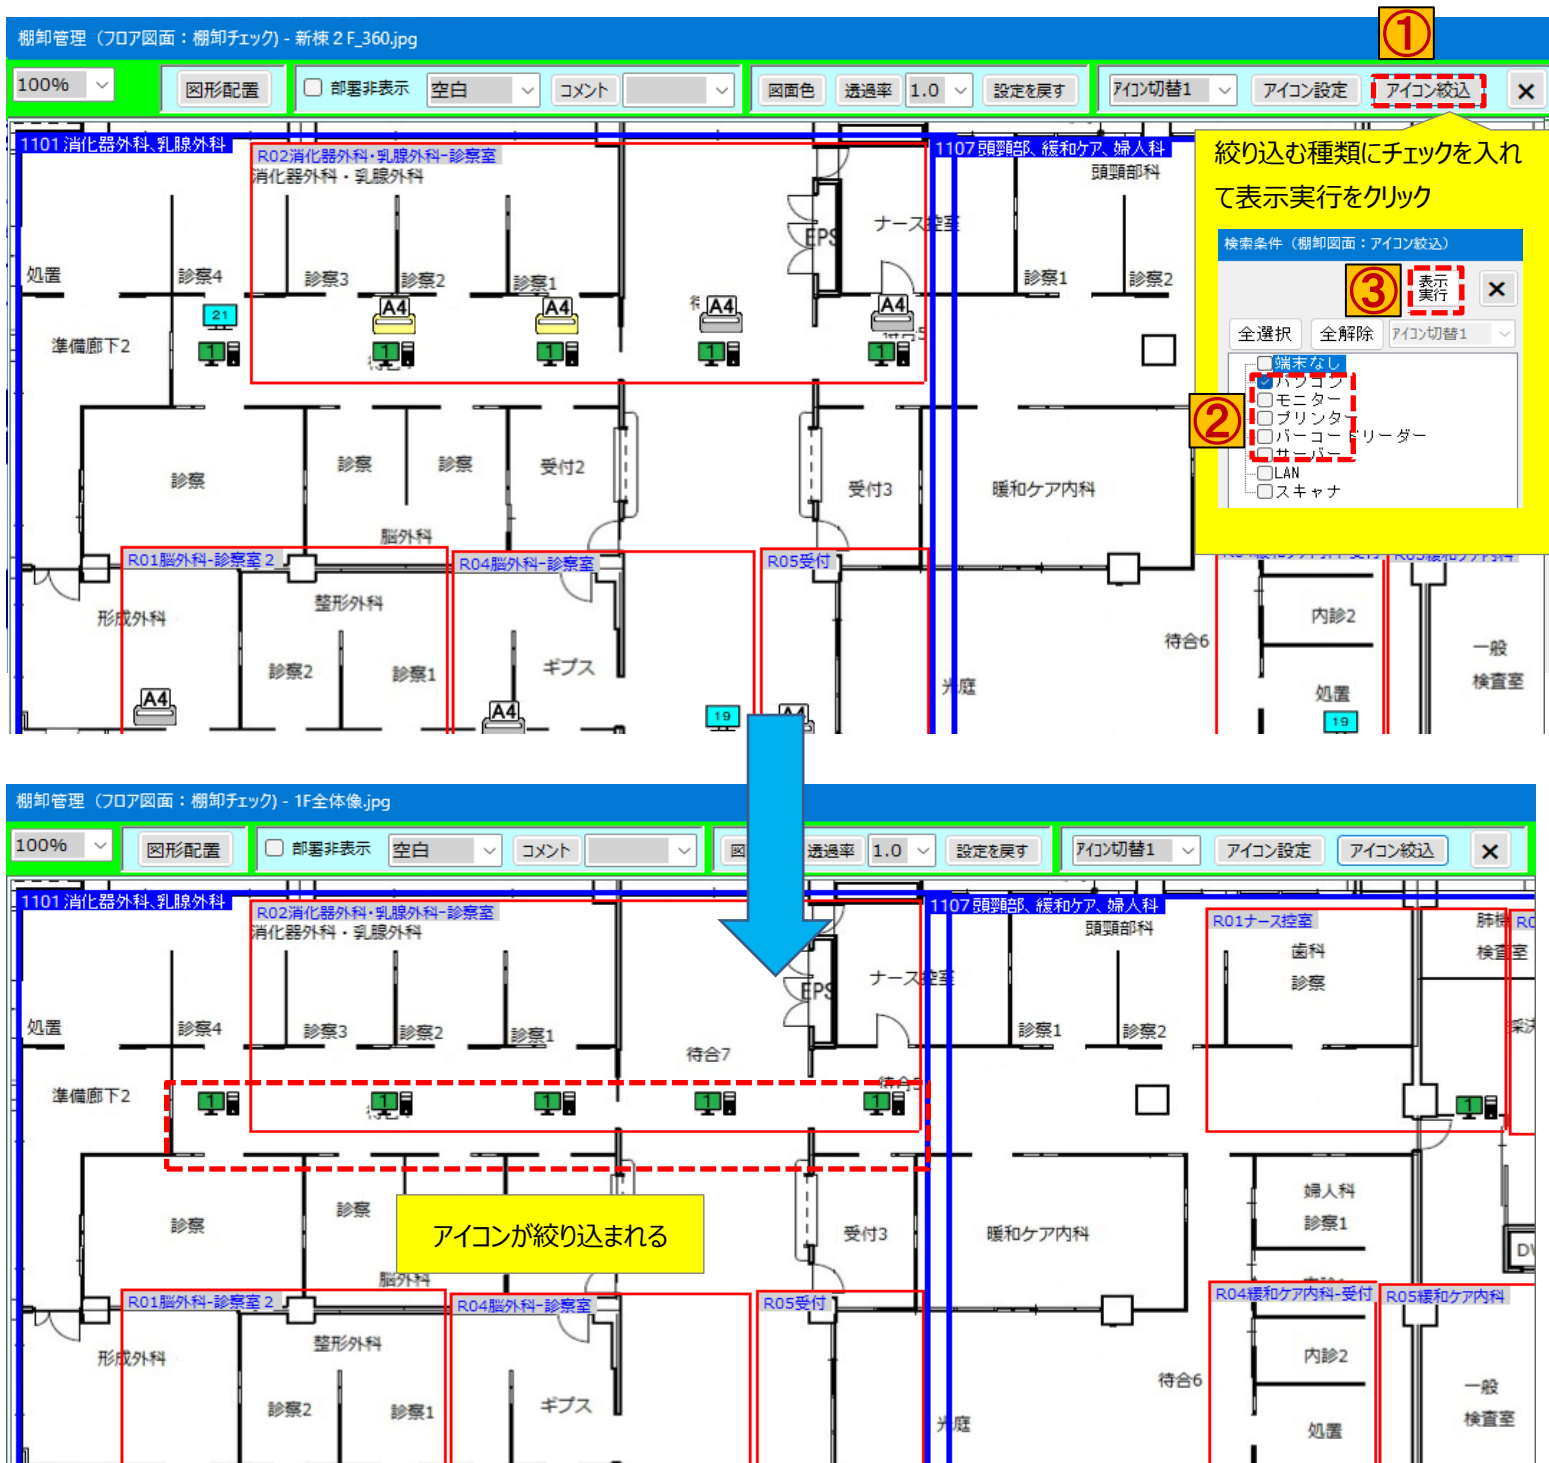 ①
棚卸管理（フロア図面：棚卸チェック) - 新棟２F_360.jpg
100%
図形配置
部署非表示
空白
コメント
図面色
透過率
1.0
設定を戻す
ｱｲｺﾝ切替1
アイコン設定
アイコン絞込
×
1101 消化器外科、乳腺外科
R02消化器外科・乳腺外科-診察室
消化器外科・乳腺外科
1107 頭頸部、緩和ケア、婦人科
頭頸部科
絞り込む種類にチェックを入れ
て表示実行をクリック
検索条件（棚卸図面：アイコン絞込）
③
表示
実行
×
全選択
全解除
ｱｲｺﾝ切替1
端末なし
パソコン
モニター
プリンター
②
バーコードリーダー
サーバー
LAN
スキャナ
ナース控室
EPS
処置
診察4
診察3
診察2
診察1
診察1
診察2
21
A4
A4
A4
A4
準備廊下2
1
1
1
1
1
診察
診察
診察
受付2
受付3
暖和ケア内科
脳外科
R01脳外科-診察室２
R04脳外科-診察室
R05受付
形成外科
整形外科
内診2
待合6
一般
検査室
診察2
診察1
ギプス
光庭
処置
A4
A4
19
A4
19
棚卸管理（フロア図面：棚卸チェック) - 1F全体像.jpg
100%
図形配置
部署非表示
空白
コメント
透過率
1.0
設定を戻す
ｱｲｺﾝ切替1
アイコン設定
アイコン絞込
×
1101 消化器外科、乳腺外科
R02消化器外科・乳腺外科-診察室
消化器外科・乳腺外科
1107 頭頸部、緩和ケア、婦人科
頭頸部科
R01ナース控室
歯科
診察
検査室
ナース控室
EPS
処置
診察4
診察3
診察2
診察1
待合7
診察1
診察2
準備廊下2
1
1
1
1
1
1
診察
診察
アイコンが絞り込まれる
受付3
暖和ケア内科
婦人科
診察1
脳外科
R01脳外科-診察室２
R04脳外科-診察室
R05受付
R04緩和ケア内科-受付
R05緩和ケア内科
形成外科
整形外科
内診2
待合6
一般
検査室
診察2
診察1
ギプス
光庭
処置